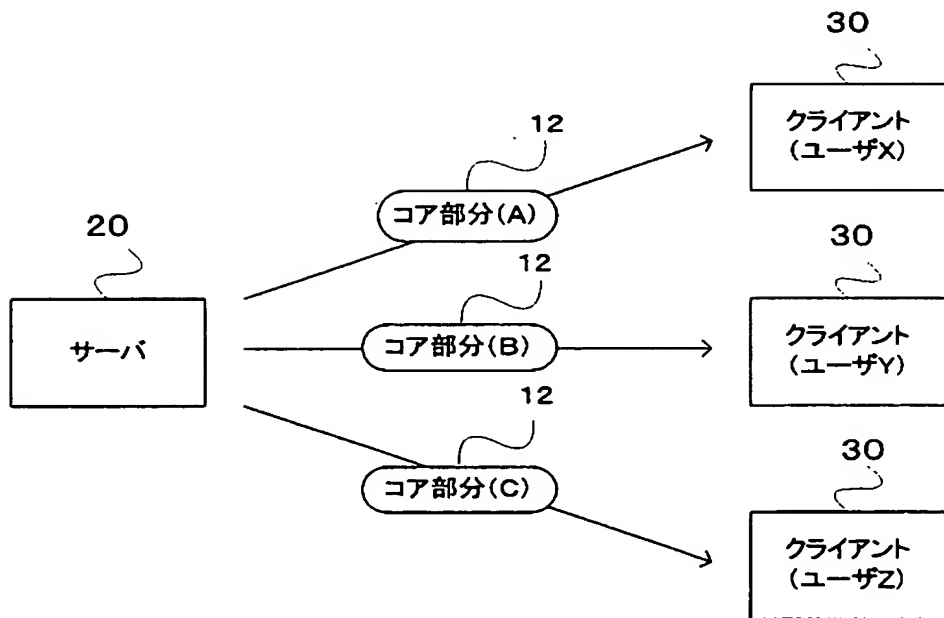 30
クライアント
(ユーザX)
12
コア部分(A)
20
サーバ
12
コア部分(B)
30
クライアント
(ユーザY)
12
コア部分(C)
30
クライアント
(ユーザZ)